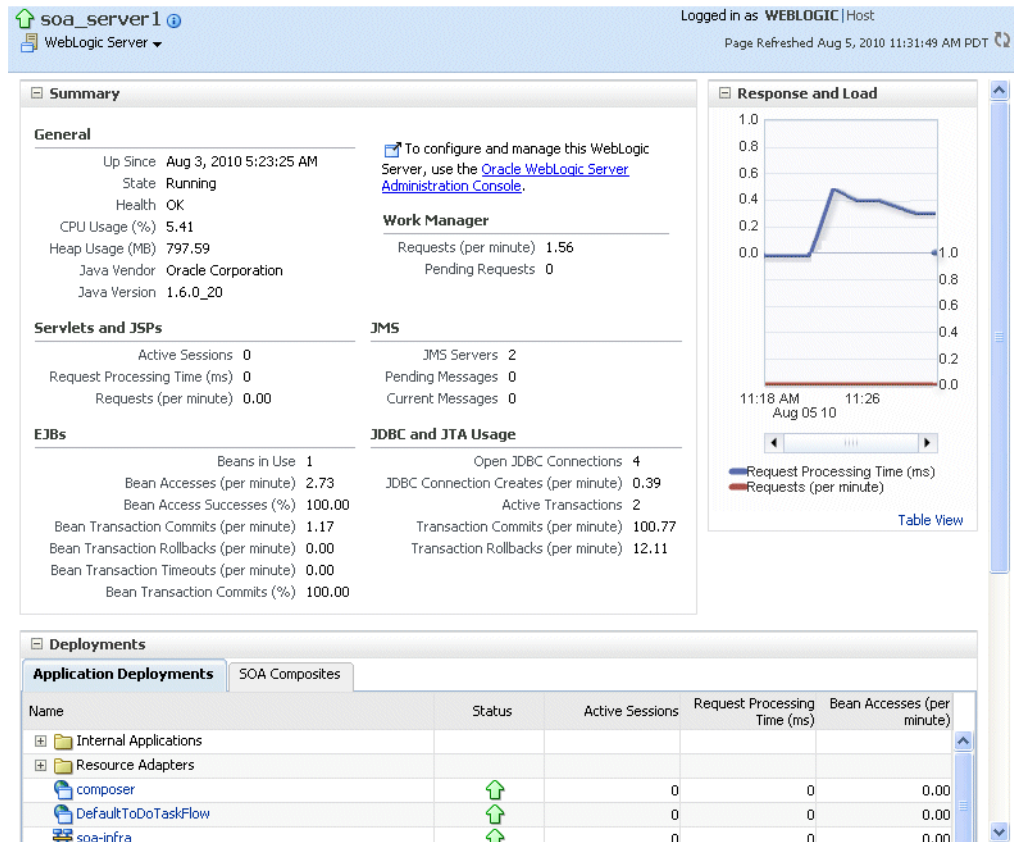 soa_server1
Logged in as WEBLOGIC|Host
WebLogic Server
Page Refreshed Aug 5, 2010 11:31:49 AM PDT
Summary
General
Up Since Aug 3, 2010 5:23:25 AM
State Running
Health OK
CPU Usage (%) 5.41
Heap Usage (MB) 797.59
Java Vendor Oracle Corporation
Java Version 1.6.0_20
To configure and manage this WebLogic
Server, use the Oracle WebLogic Server
Administration Console.
Work Manager
Requests (per minute) 1.56
Pending Requests 0
Servlets and JSPs
Active Sessions 0
Request Processing Time (ms) 0
Requests (per minute) 0.00
JMS
JMS Servers 2
Pending Messages 0
Current Messages 0
EJBs
Beans in Use 1
Bean Accesses (per minute) 2.73
Bean Access Successes (%) 100.00
Bean Transaction Commits (per minute) 1.17
Bean Transaction Rollbacks (per minute) 0.00
Bean Transaction Timeouts (per minute) 0.00
Bean Transaction Commits (%) 100.00
JDBC and JTA Usage
Open JDBC Connections 4
JDBC Connection Creates (per minute) 0.39
Active Transactions 2
Transaction Commits (per minute) 100.77
Transaction Rollbacks (per minute) 12.11
Response and Load
1.0
0.8
0.6
0.4
0.2
0.0 1.0
0.8
0.6
0.4
0.2
0.0
11:18 AM 11:26
Aug 05 10
Request Processing Time (ms)
Requests (per minute)
Table View
Deployments
Application Deployments SOA Composites
Name Status Active Sessions Request Processing Time (ms) Bean Accesses (per minute)
Internal Applications
Resource Adapters
composer 0 0 0.00
DefaultToDoTaskFlow 0 0 0.00
soa-infra 0 0 0.00